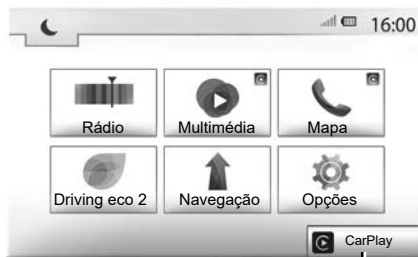 16:00
Rádio
Multimédia
Mapa
Driving eco 2
Navegação
Opções
CarPlay